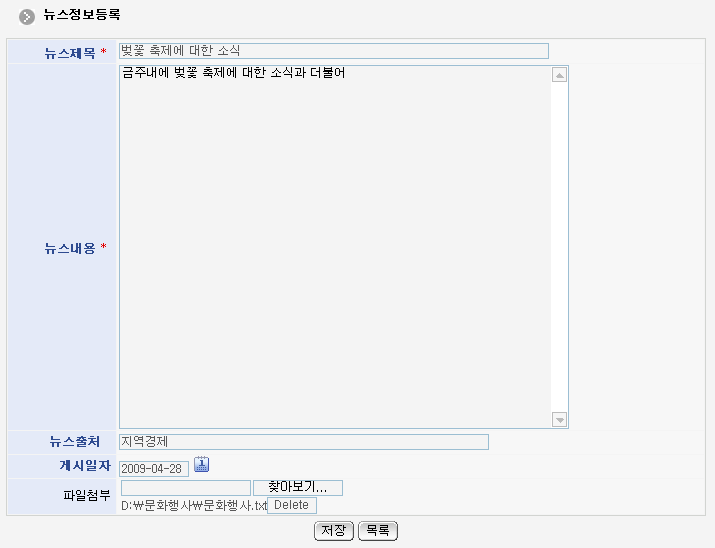 뉴스정보등록
뉴스제목 * 벚꽃 축제에 대한 소식
금주내에 벚꽃 축제에 대한 소식과 더불어
뉴스내용 *
뉴스출처 지역경제
게시일자 2009-04-28
파일첨부 찾아보기...
D:₩문화행사₩문화행사.txt Delete
저장 목록